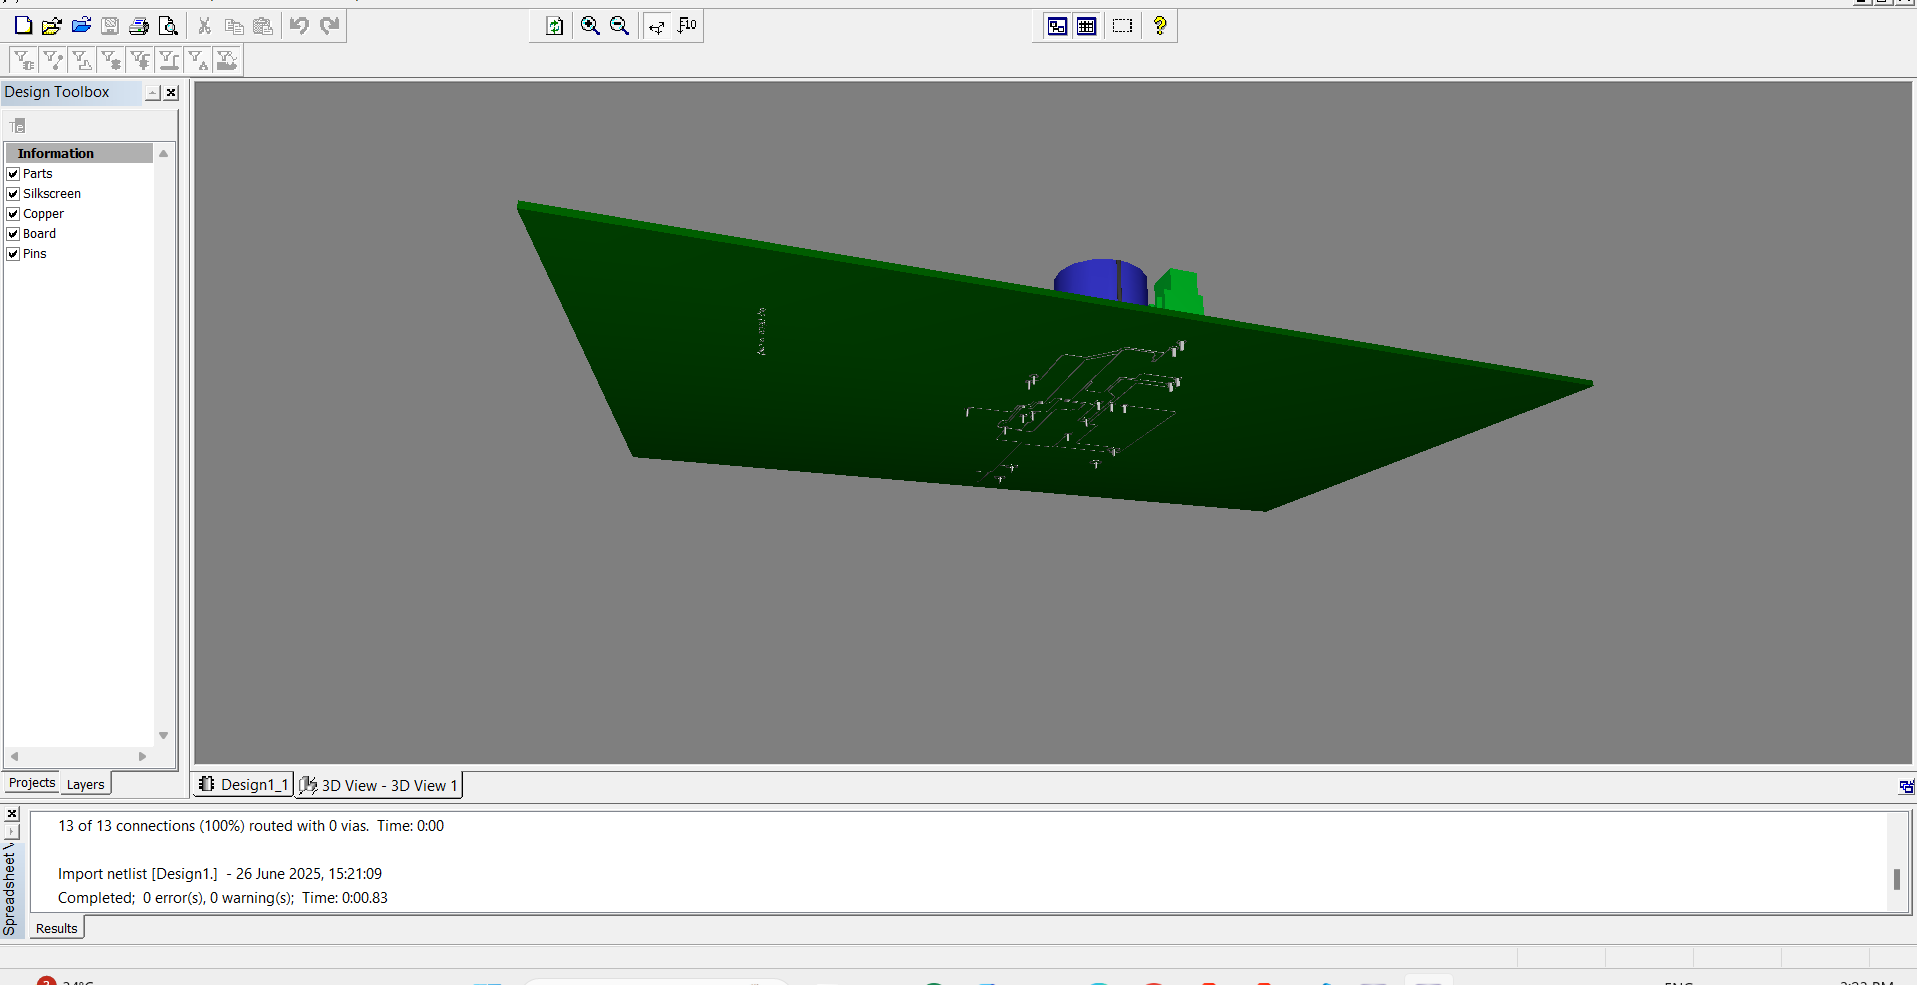 F10
Design Toolbox
Information
Parts
Silkscreen
Copper
Board
Pins
Projects
Layers
Design1_1
3D View - 3D View 1
13 of 13 connections (100%) routed with 0 vias.  Time: 0:00
Import netlist [Design1.]  - 26 June 2025, 15:21:09
Completed;  0 error(s), 0 warning(s);  Time: 0:00.83
Spreadsheet
Results